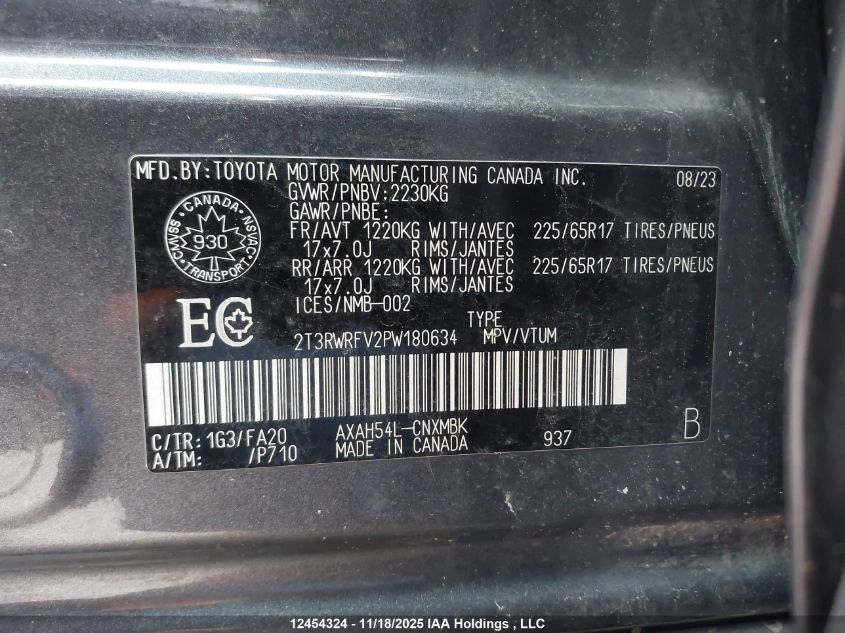 MFD.BY:TOYOTA MOTOR MANUFACTURING CANADA INC. 08/23
GVWR/PNBV:2230KG
GAWR/PNBE:
FR/AVT 1220KG WITH/AVEC 225/65R17 TIRES/PNEUS
17x7.0J RIMS/JANTES
RR/ARR 1220KG WITH/AVEC 225/65R17 TIRES/PNEUS
17x7.0J RIMS/JANTES
ICES/NMB-002
CANADA
CMVSS 930 NSVAC
TRANSPORT
EC
TYPE
2T3RWRFV2PW180634 MPV/VTUM
C/TR:1G3/FA20 AXAH54L-CNXMBK 937 B
A/TM: /P710 MADE IN CANADA
12454324 - 11/18/2025 IAA Holdings , LLC